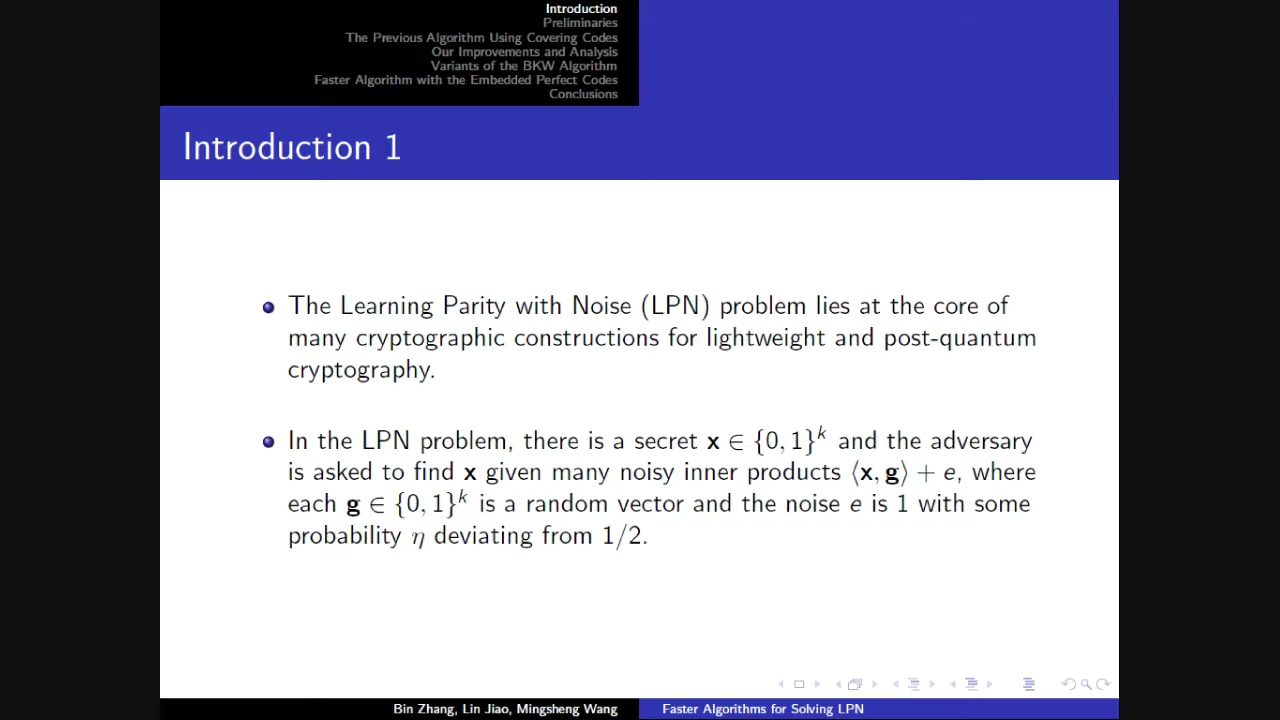 Introduction
Preliminaries
The Previous Algorithm Using Covering Codes
Our Improvements and Analysis
Variants of the BKW Algorithm
Faster Algorithm with the Embedded Perfect Codes
Conclusions
Introduction 1
The Learning Parity with Noise (LPN) problem lies at the core of
many cryptographic constructions for lightweight and post-quantum
cryptography.
In the LPN problem, there is a secret x ∈ {0, 1}^k and the adversary
is asked to find x given many noisy inner products ⟨x, g⟩ + e, where
each g ∈ {0, 1}^k is a random vector and the noise e is 1 with some
probability η deviating from 1/2.
Bin Zhang, Lin Jiao, Mingsheng Wang
Faster Algorithms for Solving LPN